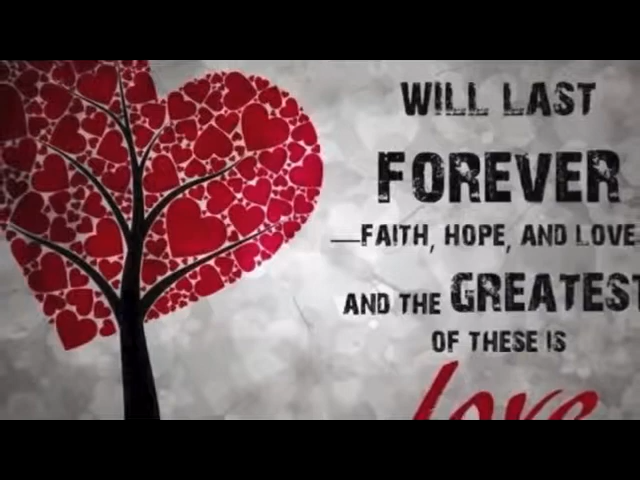 WILL LAST
FOREVER
—FAITH, HOPE, AND LOVE
AND THE GREATEST
OF THESE IS
Love